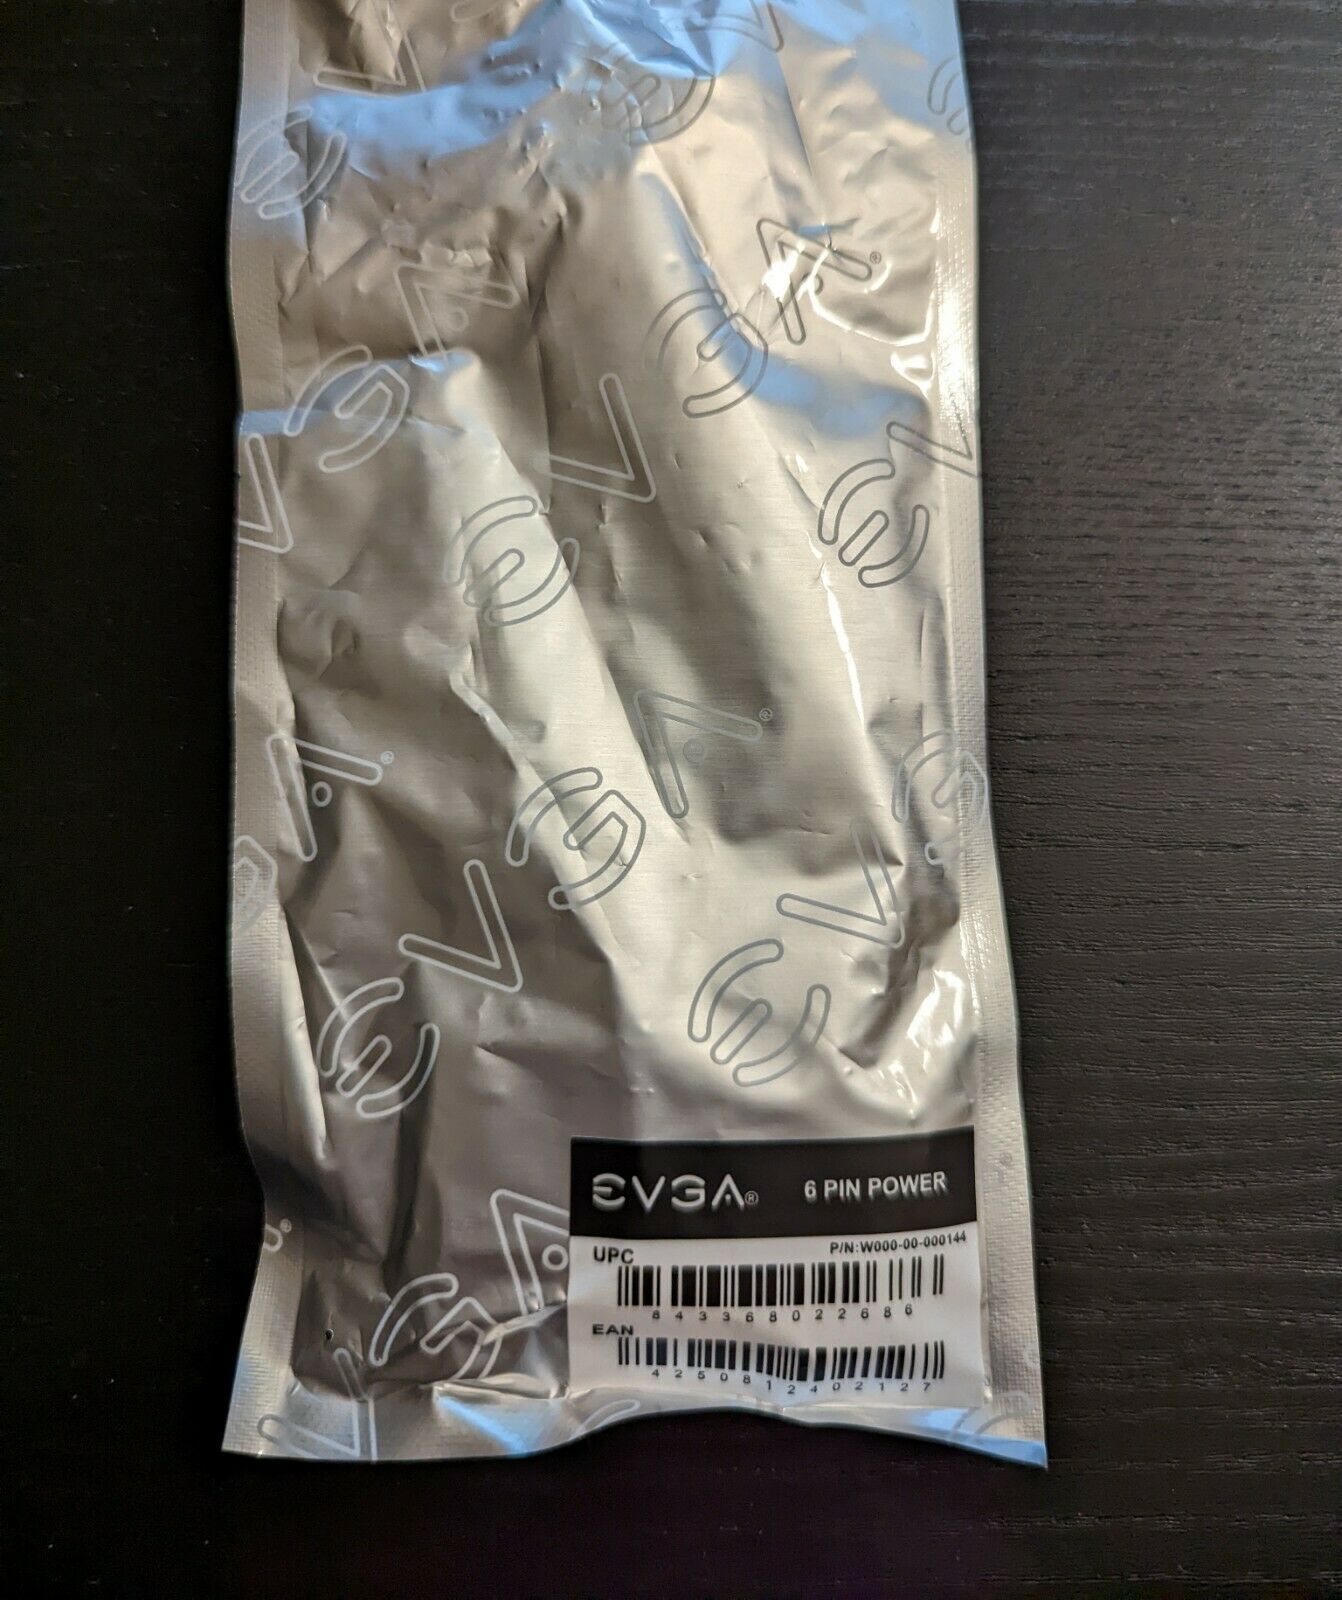 EVGA® 6 PIN POWER
UPC P/N:W000-00-000144
843368022686
EAN
4250812402127